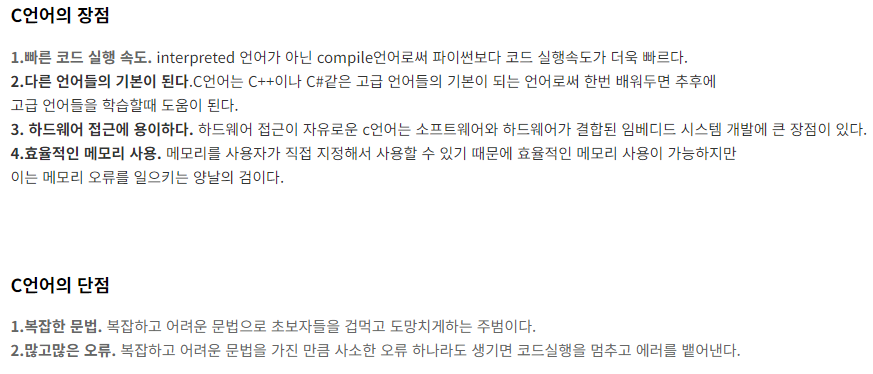 C언어의 장점
1.빠른 코드 실행 속도. interpreted 언어가 아닌 compile언어로써 파이썬보다 코드 실행속도가 더욱 빠르다.
2.다른 언어들의 기본이 된다.C언어는 C++이나 C#같은 고급 언어들의 기본이 되는 언어로써 한번 배워두면 추후에
고급 언어들을 학습할때 도움이 된다.
3. 하드웨어 접근에 용이하다. 하드웨어 접근이 자유로운 c언어는 소프트웨어와 하드웨어가 결합된 임베디드 시스템 개발에 큰 장점이 있다.
4.효율적인 메모리 사용. 메모리를 사용자가 직접 지정해서 사용할 수 있기 때문에 효율적인 메모리 사용이 가능하지만
이는 메모리 오류를 일으키는 양날의 검이다.
C언어의 단점
1.복잡한 문법. 복잡하고 어려운 문법으로 초보자들을 겁먹고 도망치게하는 주범이다.
2.많고많은 오류. 복잡하고 어려운 문법을 가진 만큼 사소한 오류 하나라도 생기면 코드실행을 멈추고 에러를 뱉어낸다.